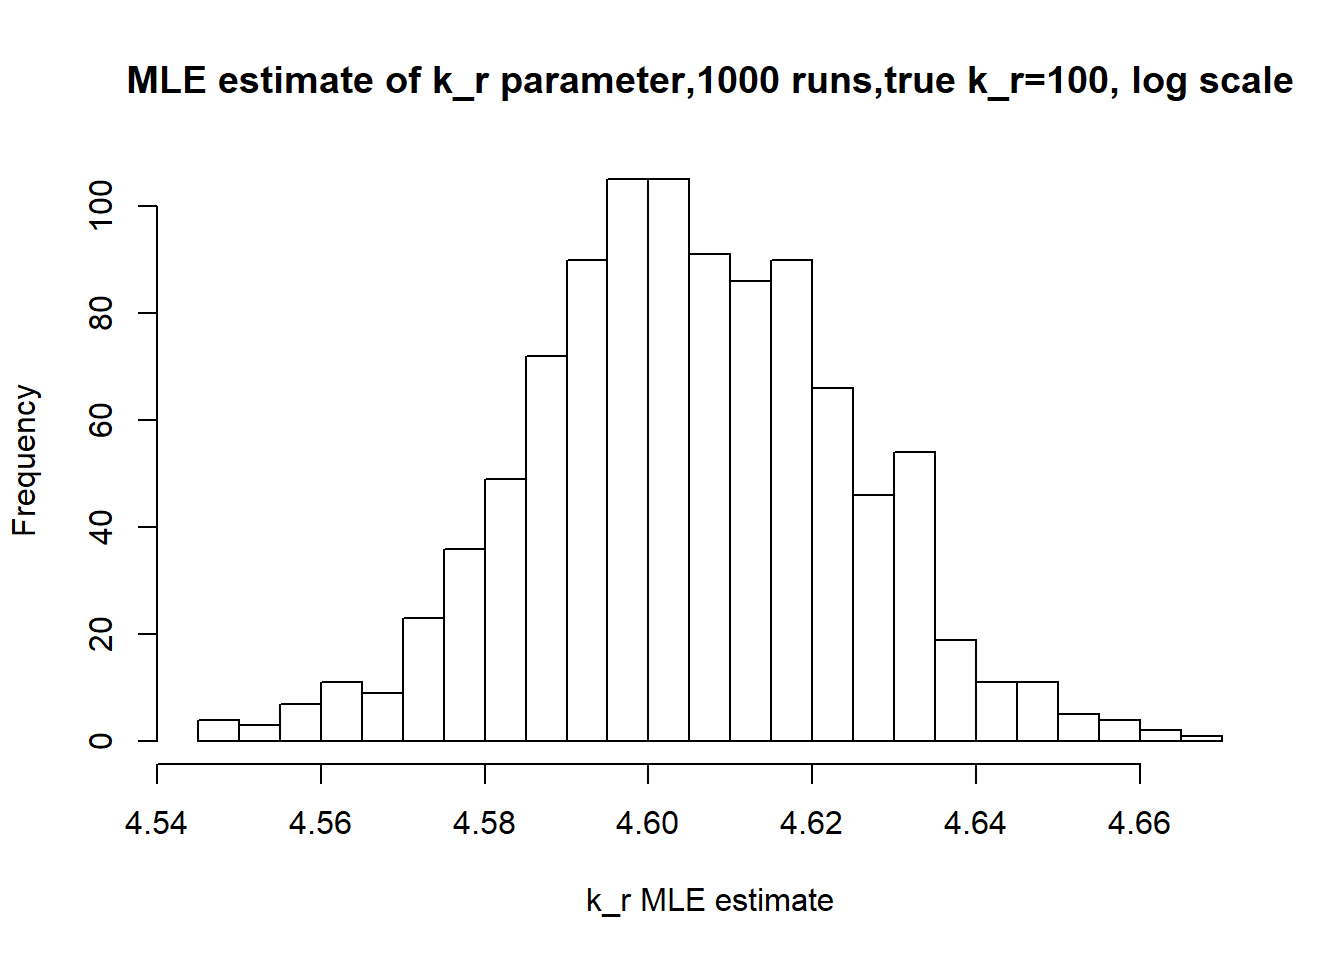 MLE estimate of k_r parameter,1000 runs,true k_r=100, log scale
100
80
60
40
20
0
Frequency
4.54 4.56 4.58 4.60 4.62 4.64 4.66
k_r MLE estimate